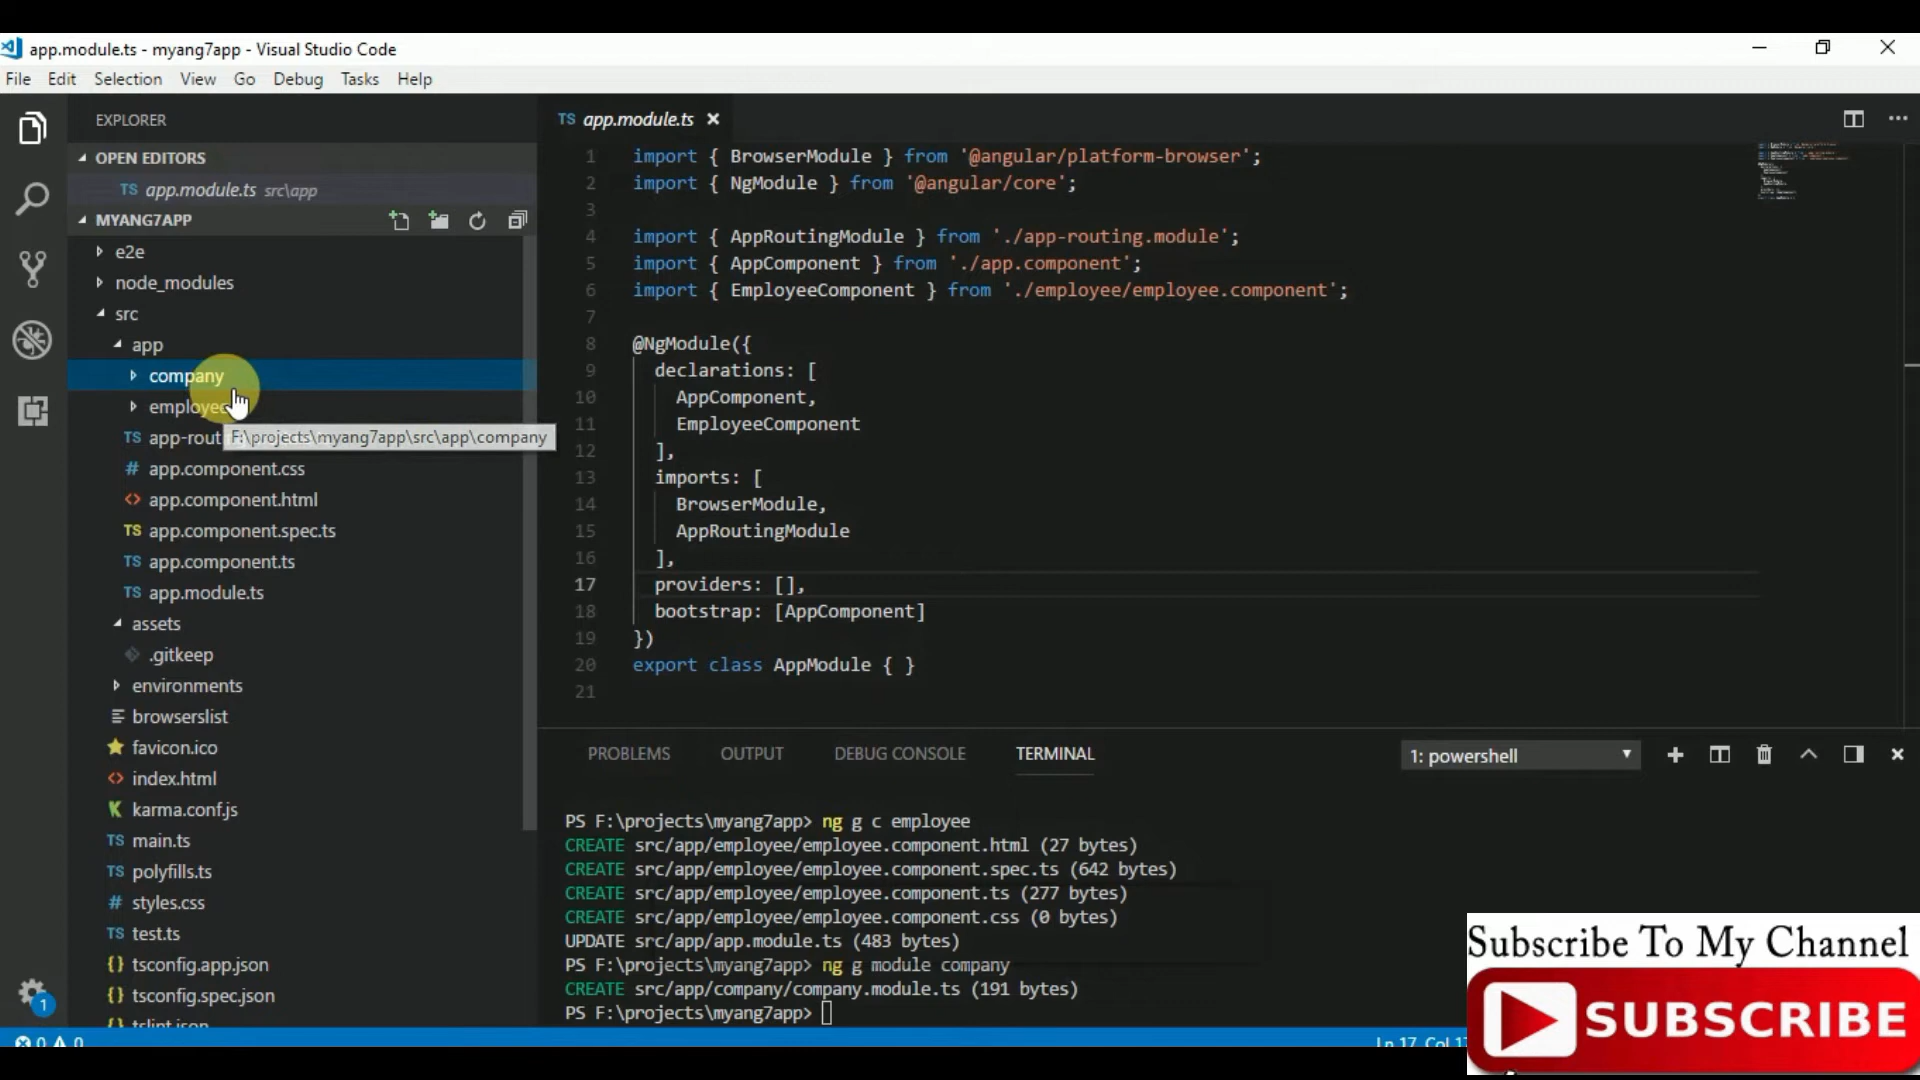 app.module.ts - myang7app - Visual Studio Code
File Edit Selection View Go Debug Tasks Help
EXPLORER
OPEN EDITORS
TS app.module.ts src\app
MYANG7APP
e2e
node_modules
src
app
company
employee
TS app-rout
F:\projects\myang7app\src\app\company
# app.component.css
<> app.component.html
TS app.component.spec.ts
TS app.component.ts
TS app.module.ts
assets
.gitkeep
environments
browserslist
favicon.ico
<> index.html
K karma.conf.js
TS main.ts
TS polyfills.ts
# styles.css
TS test.ts
{} tsconfig.app.json
{} tsconfig.spec.json
{} tslint.json
1
0 0
TS app.module.ts
1 import { BrowserModule } from '@angular/platform-browser';
2 import { NgModule } from '@angular/core';
3
4 import { AppRoutingModule } from './app-routing.module';
5 import { AppComponent } from './app.component';
6 import { EmployeeComponent } from './employee/employee.component';
7
8 @NgModule({
9 declarations: [
10 AppComponent,
11 EmployeeComponent
12 ],
13 imports: [
14 BrowserModule,
15 AppRoutingModule
16 ],
17 providers: [],
18 bootstrap: [AppComponent]
19 })
20 export class AppModule { }
21
PROBLEMS OUTPUT DEBUG CONSOLE TERMINAL 1: powershell
PS F:\projects\myang7app> ng g c employee
CREATE src/app/employee/employee.component.html (27 bytes)
CREATE src/app/employee/employee.component.spec.ts (642 bytes)
CREATE src/app/employee/employee.component.ts (277 bytes)
CREATE src/app/employee/employee.component.css (0 bytes)
UPDATE src/app/app.module.ts (483 bytes)
PS F:\projects\myang7app> ng g module company
CREATE src/app/company/company.module.ts (191 bytes)
PS F:\projects\myang7app>
Ln 17, Col
Subscribe To My Channel
SUBSCRIBE